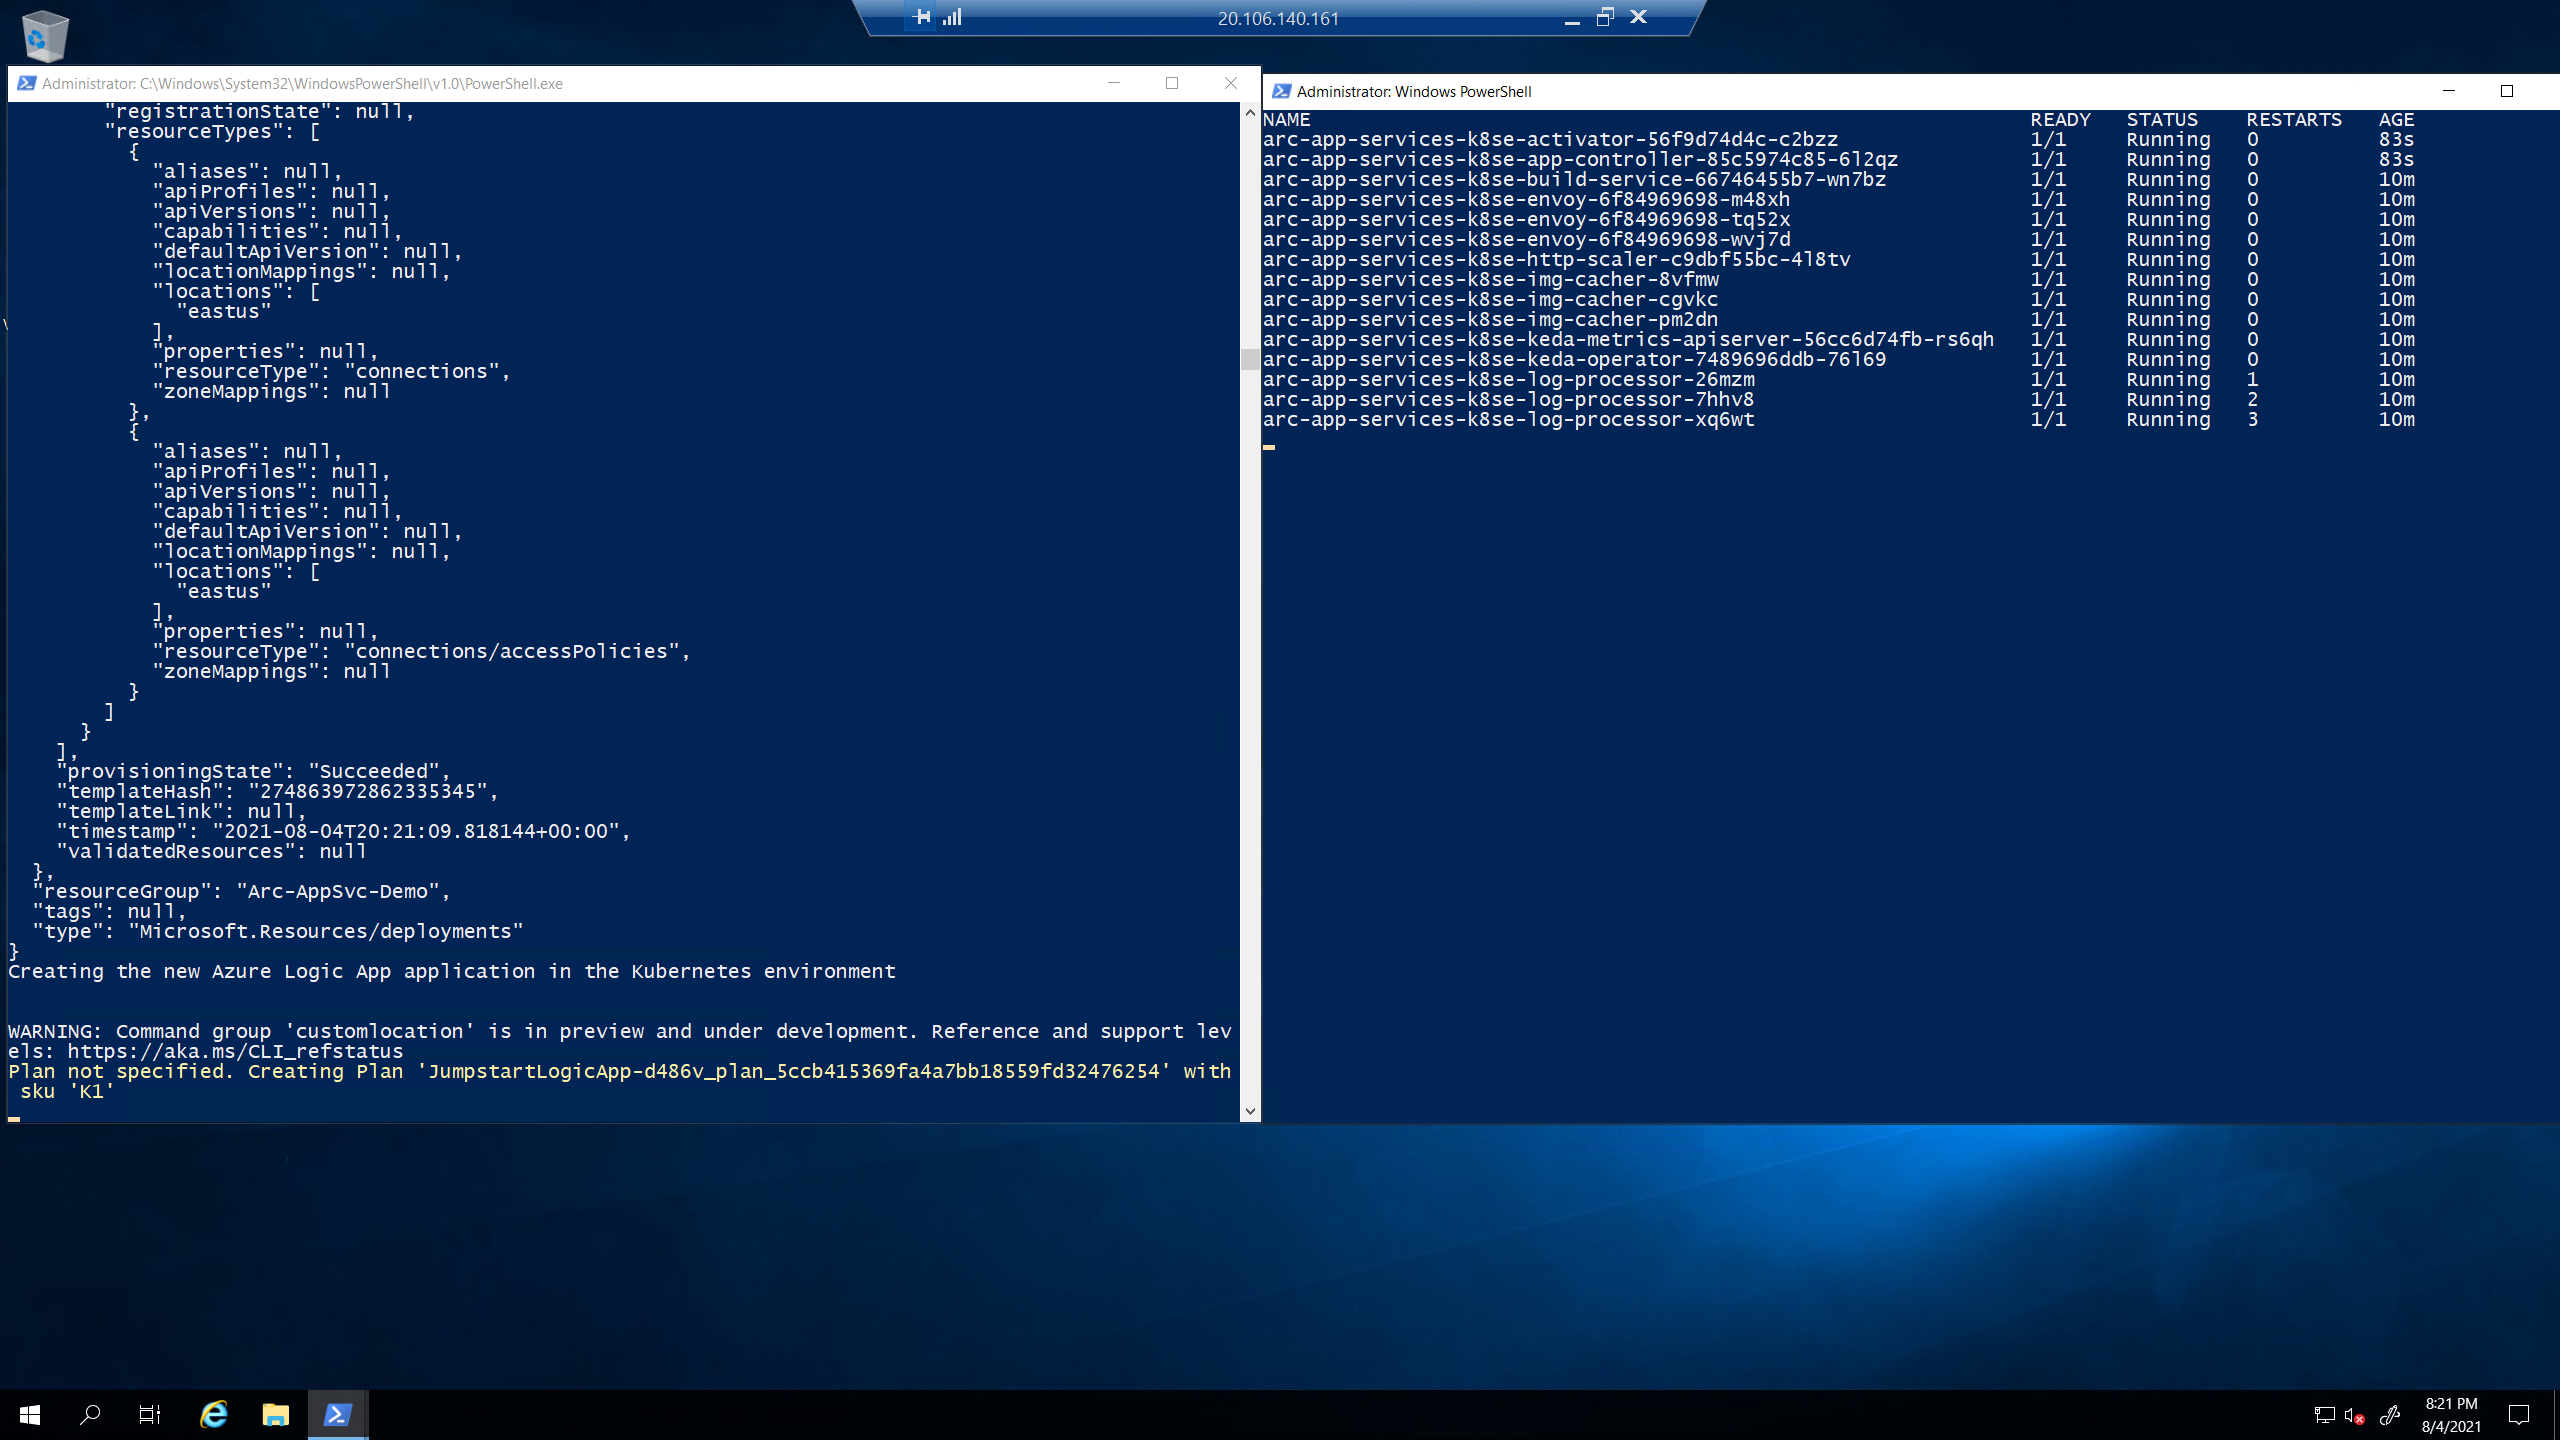 20.106.140.161
Administrator: C:\Windows\System32\WindowsPowerShell\v1.0\PowerShell.exe
"registrationState": null,
"resourceTypes": [
{
"aliases": null,
"apiProfiles": null,
"apiVersions": null,
"capabilities": null,
"defaultApiVersion": null,
"locationMappings": null,
"locations": [
"eastus"
],
"properties": null,
"resourceType": "connections",
"zoneMappings": null
},
{
"aliases": null,
"apiProfiles": null,
"apiVersions": null,
"capabilities": null,
"defaultApiVersion": null,
"locationMappings": null,
"locations": [
"eastus"
],
"properties": null,
"resourceType": "connections/accessPolicies",
"zoneMappings": null
}
]
}
],
"provisioningState": "Succeeded",
"templateHash": "274863972862335345",
"templateLink": null,
"timestamp": "2021-08-04T20:21:09.818144+00:00",
"validatedResources": null
},
"resourceGroup": "Arc-AppSvc-Demo",
"tags": null,
"type": "Microsoft.Resources/deployments"
}
Creating the new Azure Logic App application in the Kubernetes environment
WARNING: Command group 'customlocation' is in preview and under development. Reference and support lev
els: https://aka.ms/CLI_refstatus
Plan not specified. Creating Plan 'JumpstartLogicApp-d486v_plan_5ccb415369fa4a7bb18559fd32476254' with
sku 'K1'
Administrator: Windows PowerShell
NAME READY STATUS RESTARTS AGE
arc-app-services-k8se-activator-56f9d74d4c-c2bzz 1/1 Running 0 83s
arc-app-services-k8se-app-controller-85c5974c85-6l2qz 1/1 Running 0 83s
arc-app-services-k8se-build-service-66746455b7-wn7bz 1/1 Running 0 10m
arc-app-services-k8se-envoy-6f84969698-m48xh 1/1 Running 0 10m
arc-app-services-k8se-envoy-6f84969698-tq52x 1/1 Running 0 10m
arc-app-services-k8se-envoy-6f84969698-wvj7d 1/1 Running 0 10m
arc-app-services-k8se-http-scaler-c9dbf55bc-4l8tv 1/1 Running 0 10m
arc-app-services-k8se-img-cacher-8vfmw 1/1 Running 0 10m
arc-app-services-k8se-img-cacher-cgvkc 1/1 Running 0 10m
arc-app-services-k8se-img-cacher-pm2dn 1/1 Running 0 10m
arc-app-services-k8se-keda-metrics-apiserver-56cc6d74fb-rs6qh 1/1 Running 0 10m
arc-app-services-k8se-keda-operator-7489696ddb-76l69 1/1 Running 0 10m
arc-app-services-k8se-log-processor-26mzm 1/1 Running 1 10m
arc-app-services-k8se-log-processor-7hhv8 1/1 Running 2 10m
arc-app-services-k8se-log-processor-xq6wt 1/1 Running 3 10m
8:21 PM
8/4/2021